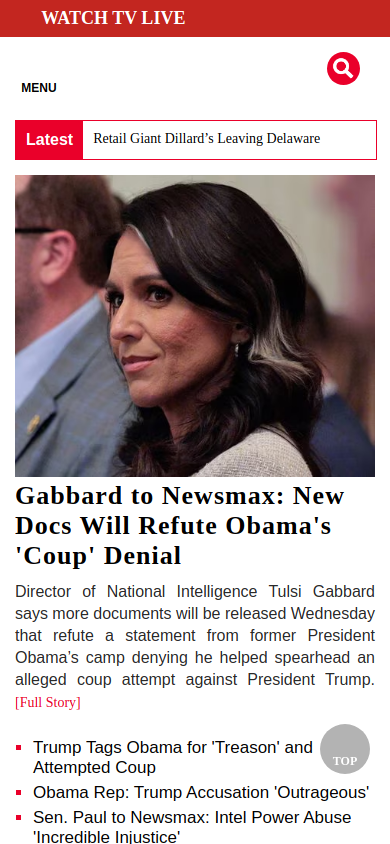 WATCH TV LIVE
MENU
Latest Retail Giant Dillard’s Leaving Delaware
Gabbard to Newsmax: New
Docs Will Refute Obama's
'Coup' Denial
Director of National Intelligence Tulsi Gabbard
says more documents will be released Wednesday
that refute a statement from former President
Obama’s camp denying he helped spearhead an
alleged coup attempt against President Trump.
[Full Story]
Trump Tags Obama for 'Treason' and
Attempted Coup
TOP
Obama Rep: Trump Accusation 'Outrageous'
Sen. Paul to Newsmax: Intel Power Abuse
'Incredible Injustice'